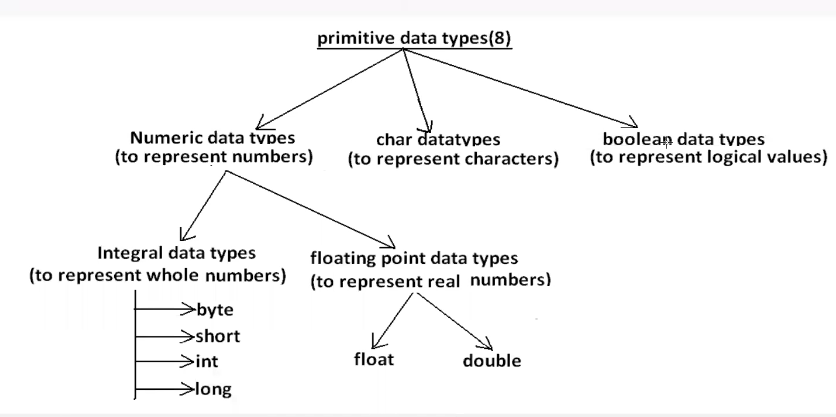 primitive data types(8)
Numeric data types
(to represent numbers)
char datatypes
(to represent characters)
boolean data types
(to represent logical values)
Integral data types
(to represent whole numbers)
floating point data types
(to represent real numbers)
byte
short
int
long
float
double